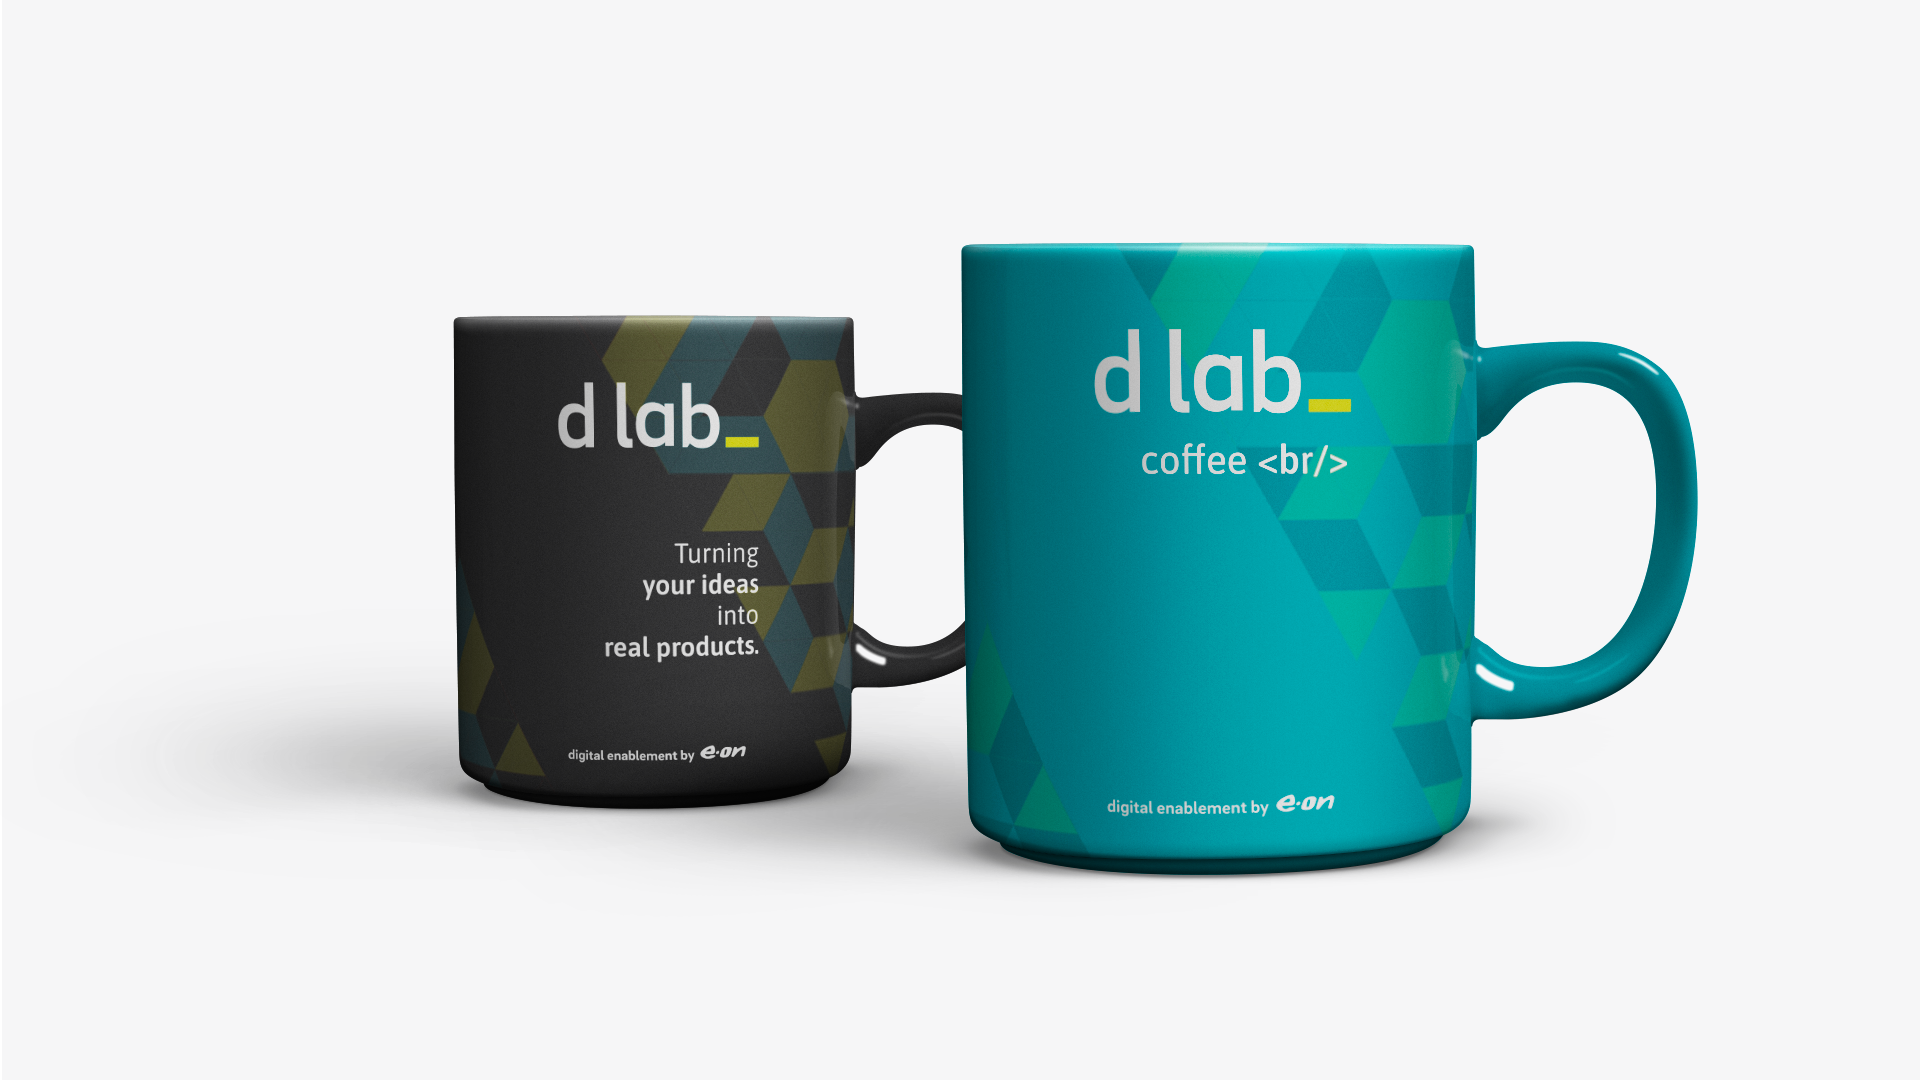 d lab_
Turning
your ideas
into
real products.
digital enablement by e·on
d lab_
coffee <br/>
digital enablement by e·on